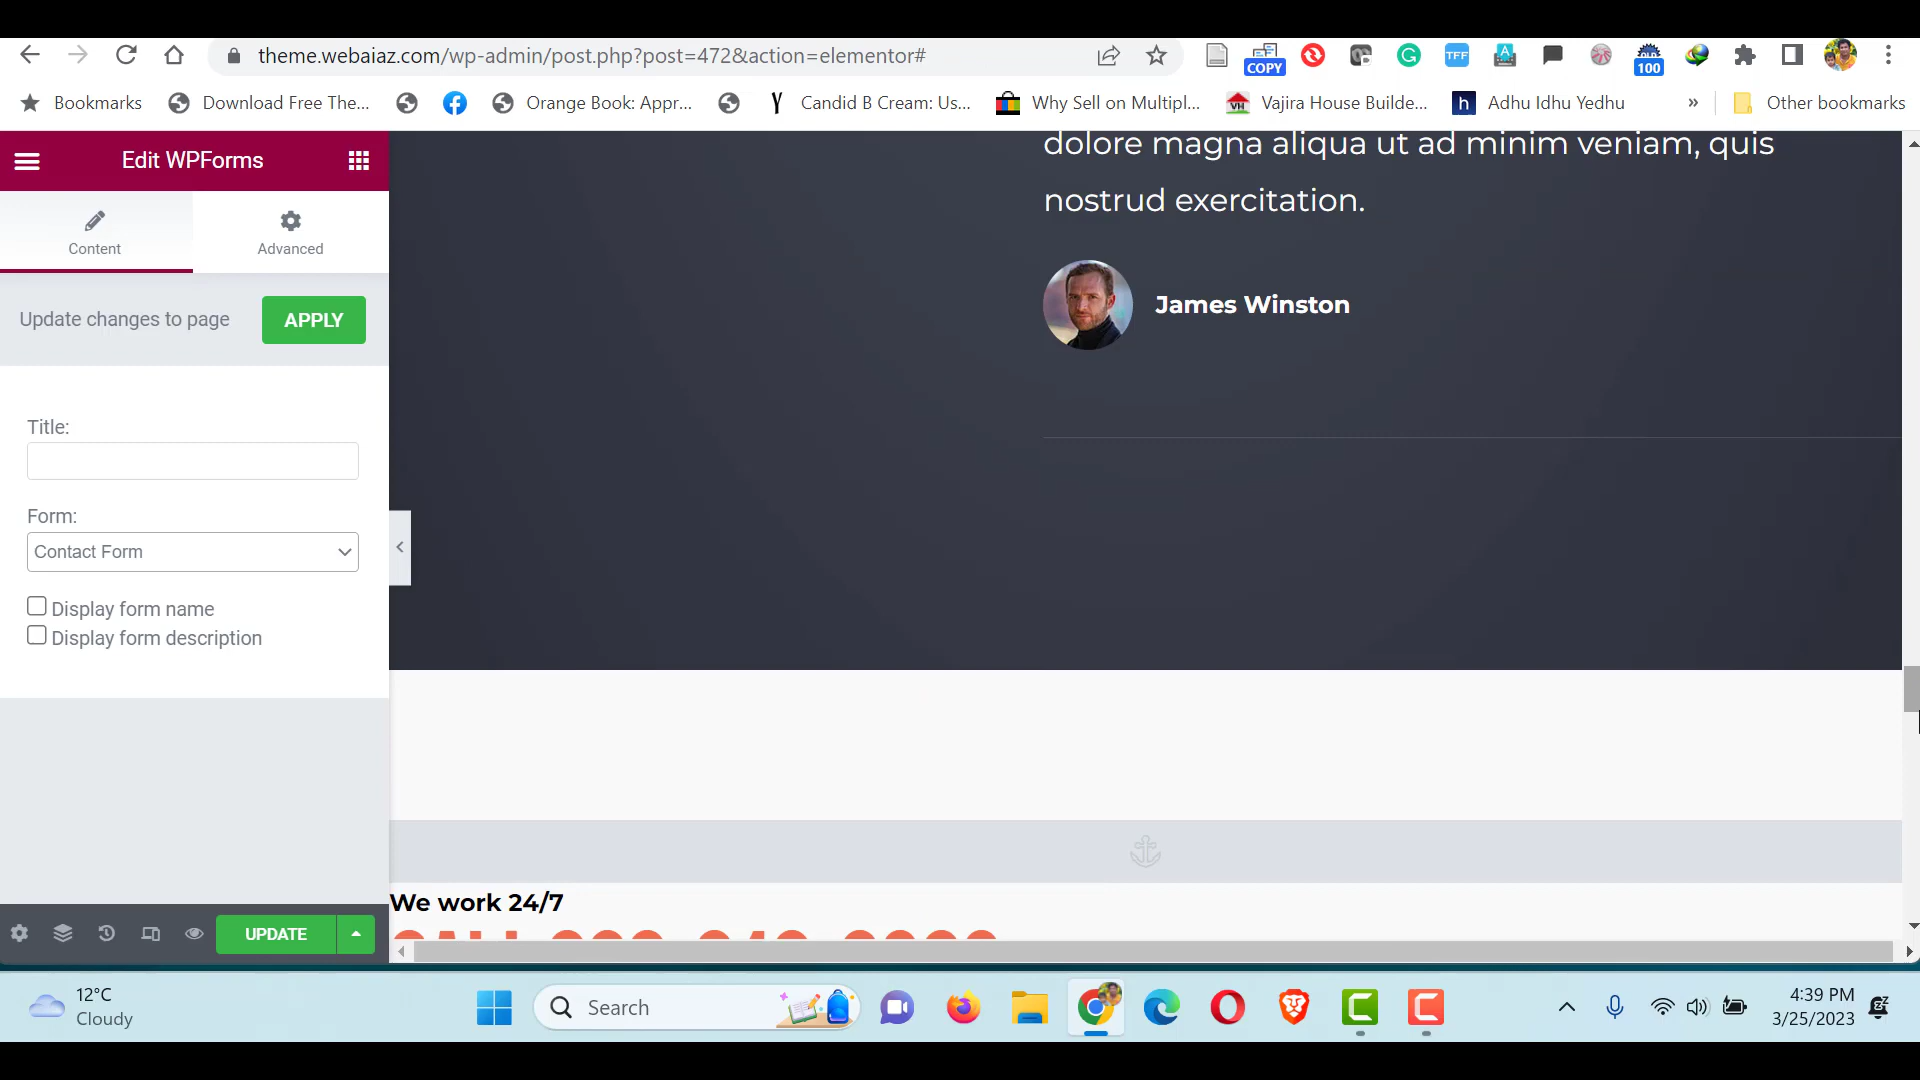 theme.webaiaz.com/wp-admin/post.php?post=472&action=elementor#
COPY
TFF
A
100
Bookmarks
Download Free The...
Orange Book: Appr...
Candid B Cream: Us...
Why Sell on Multipl...
VH
Vajira House Builde...
h
Adhu Idhu Yedhu
»
Other bookmarks
Edit WPForms
Content
Advanced
Update changes to page
APPLY
Title:
Form:
Contact Form
Display form name
Display form description
UPDATE
dolore magna aliqua ut ad minim veniam, quis
nostrud exercitation.
James Winston
We work 24/7
12°C
Cloudy
Search
4:39 PM
3/25/2023